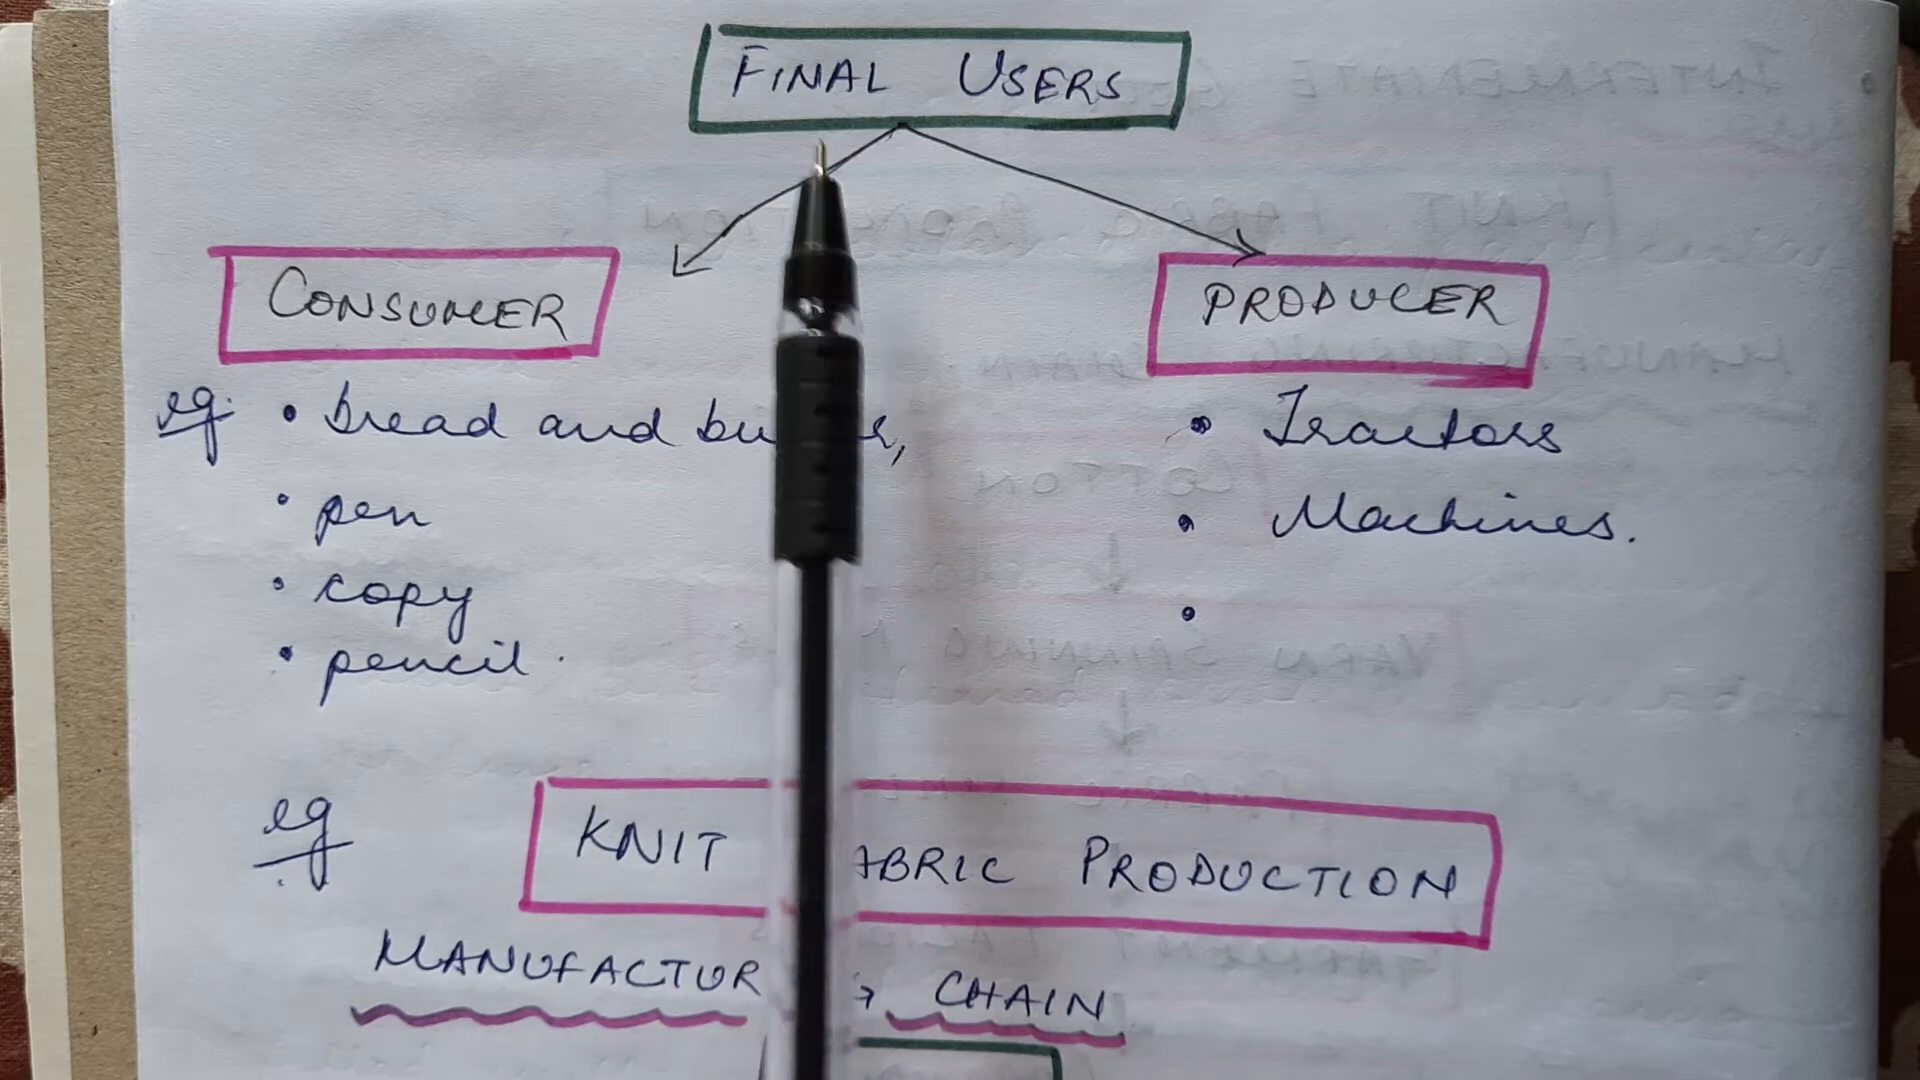 FINAL USERS
CONSUMER
PRODUCER
eg. • bread and
• Tractors
• pen
• Machines.
• copy
•
• pencil.
eg
KNIT PRODUCTION
CHAIN